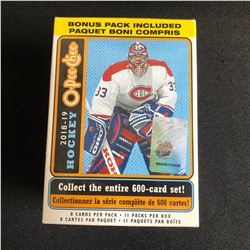 BONUS PACK INCLUDED
PAQUET BONI COMPRIS
2018-19
O-Pee-Chee
HOCKEY
33
Collect the entire 600-card set!
Collectionnez la série complète de 600 cartes!
8 CARDS PER PACK • 11 PACKS PER BOX
8 CARTES PAR PAQUET • 11 PAQUETS PAR BOÎTE